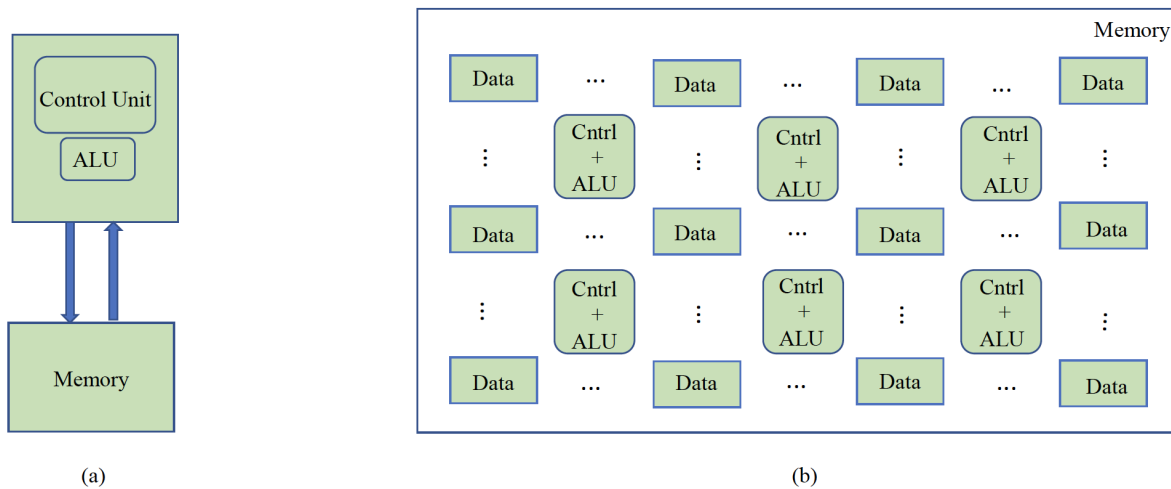 Control Unit
ALU
Memory
(a)
Memory
Data ... Data ... Data ... Data
⋮ Cntrl + ALU ⋮ Cntrl + ALU ⋮ Cntrl + ALU ⋮
Data ... Data ... Data ... Data
⋮ Cntrl + ALU ⋮ Cntrl + ALU ⋮ Cntrl + ALU ⋮
Data ... Data ... Data ... Data
(b)